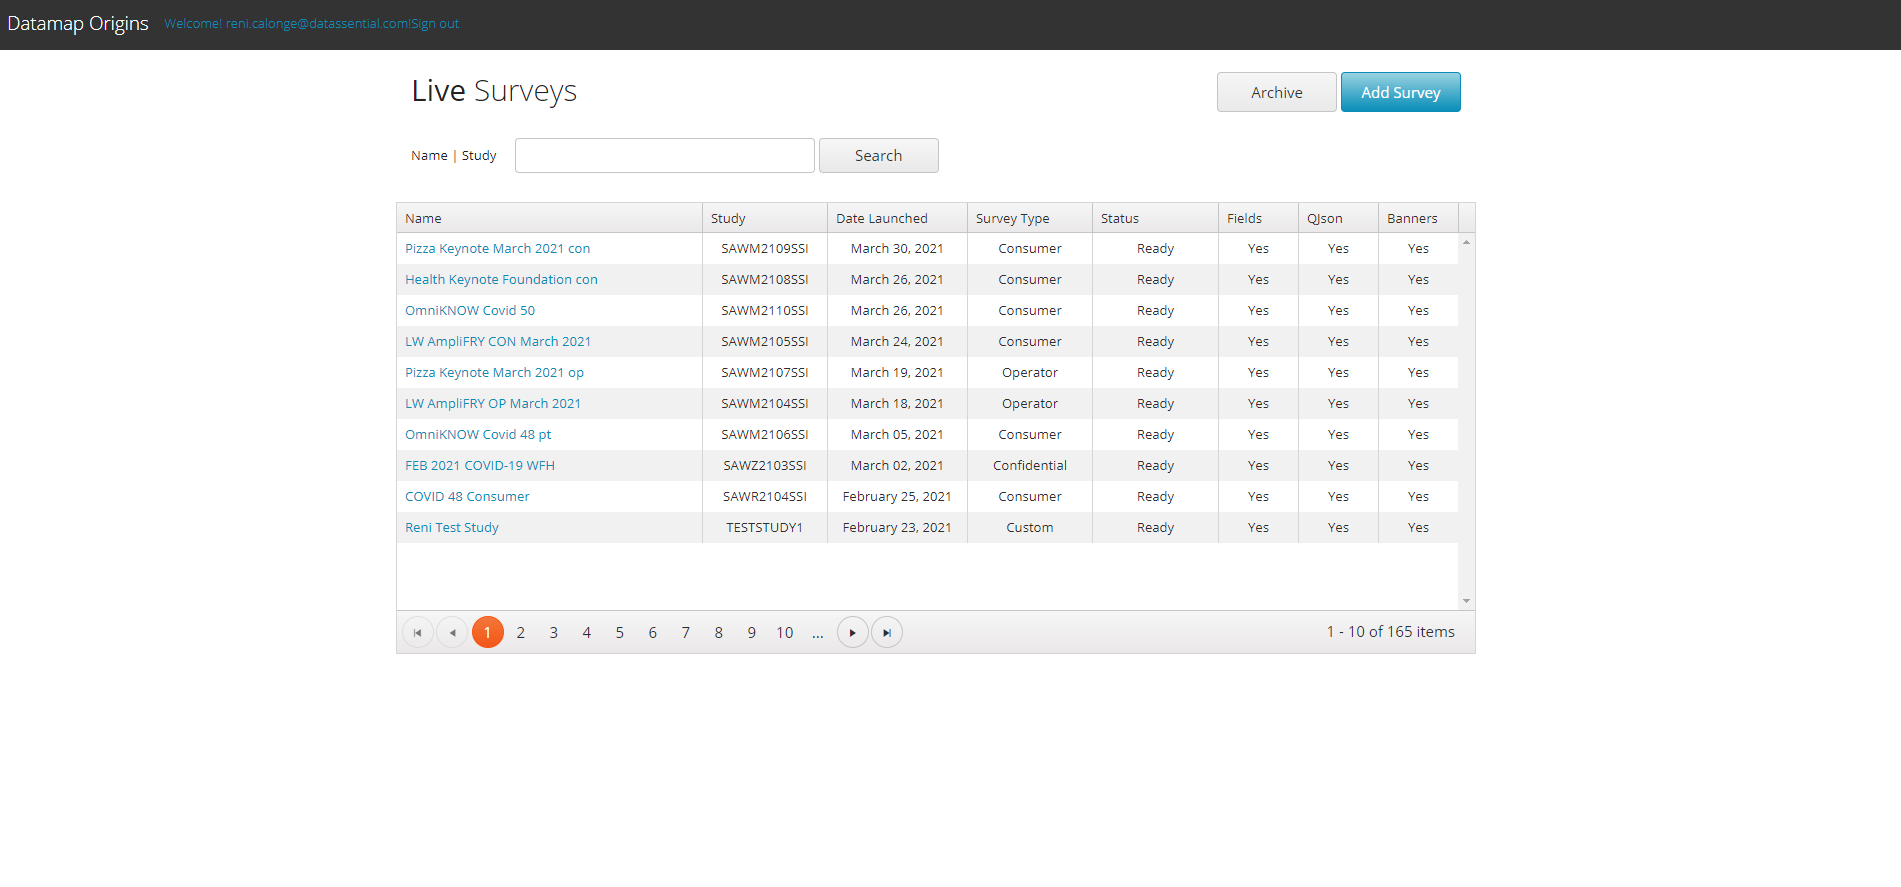 Datamap Origins Welcome! reni.calonge@datassential.com!Sign out
Live Surveys Archive Add Survey
Name | Study Search
Name Study Date Launched Survey Type Status Fields QJson Banners
Pizza Keynote March 2021 con SAWM2109SSI March 30, 2021 Consumer Ready Yes Yes Yes
Health Keynote Foundation con SAWM2108SSI March 26, 2021 Consumer Ready Yes Yes Yes
OmniKNOW Covid 50 SAWM2110SSI March 26, 2021 Consumer Ready Yes Yes Yes
LW AmpliFRY CON March 2021 SAWM2105SSI March 24, 2021 Consumer Ready Yes Yes Yes
Pizza Keynote March 2021 op SAWM2107SSI March 19, 2021 Operator Ready Yes Yes Yes
LW AmpliFRY OP March 2021 SAWM2104SSI March 18, 2021 Operator Ready Yes Yes Yes
OmniKNOW Covid 48 pt SAWM2106SSI March 05, 2021 Consumer Ready Yes Yes Yes
FEB 2021 COVID-19 WFH SAWZ2103SSI March 02, 2021 Confidential Ready Yes Yes Yes
COVID 48 Consumer SAWR2104SSI February 25, 2021 Consumer Ready Yes Yes Yes
Reni Test Study TESTSTUDY1 February 23, 2021 Custom Ready Yes Yes Yes
1 2 3 4 5 6 7 8 9 10 ... 1 - 10 of 165 items